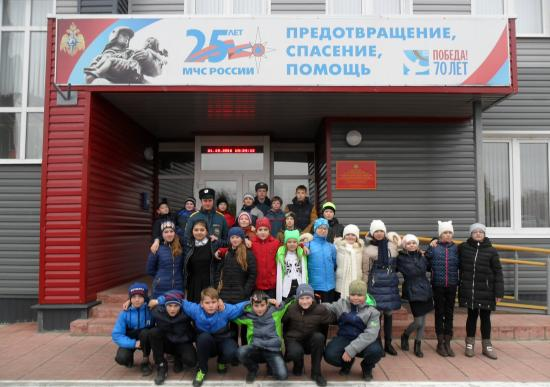 25 ЛЕТ
МЧС РОССИИ
ПРЕДОТВРАЩЕНИЕ,
СПАСЕНИЕ,
ПОМОЩЬ
ПОБЕДА!
70 ЛЕТ